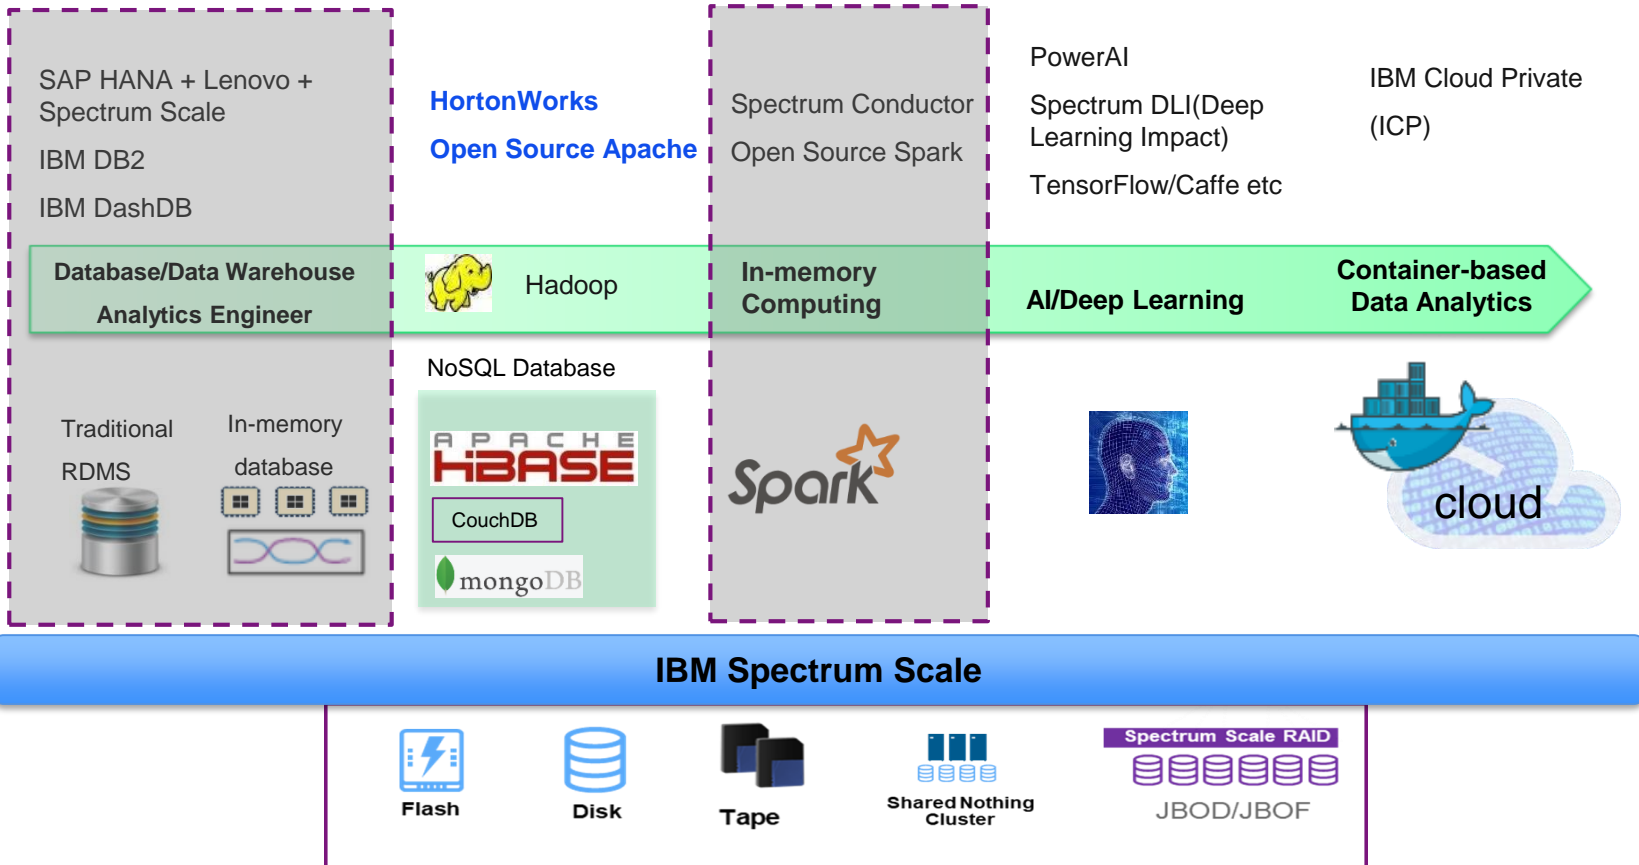 SAP HANA + Lenovo +
Spectrum Scale
IBM DB2
IBM DashDB
HortonWorks
Open Source Apache
Spectrum Conductor
Open Source Spark
PowerAI
Spectrum DLI(Deep
Learning Impact)
TensorFlow/Caffe etc
IBM Cloud Private
(ICP)
Database/Data Warehouse
Analytics Engineer
Hadoop
In-memory
Computing
AI/Deep Learning
Container-based
Data Analytics
Traditional
RDMS
In-memory
database
NoSQL Database
APACHE
HBASE
CouchDB
mongoDB
Spark
cloud
IBM Spectrum Scale
Flash
Disk
Tape
Shared Nothing
Cluster
Spectrum Scale RAID
JBOD/JBOF